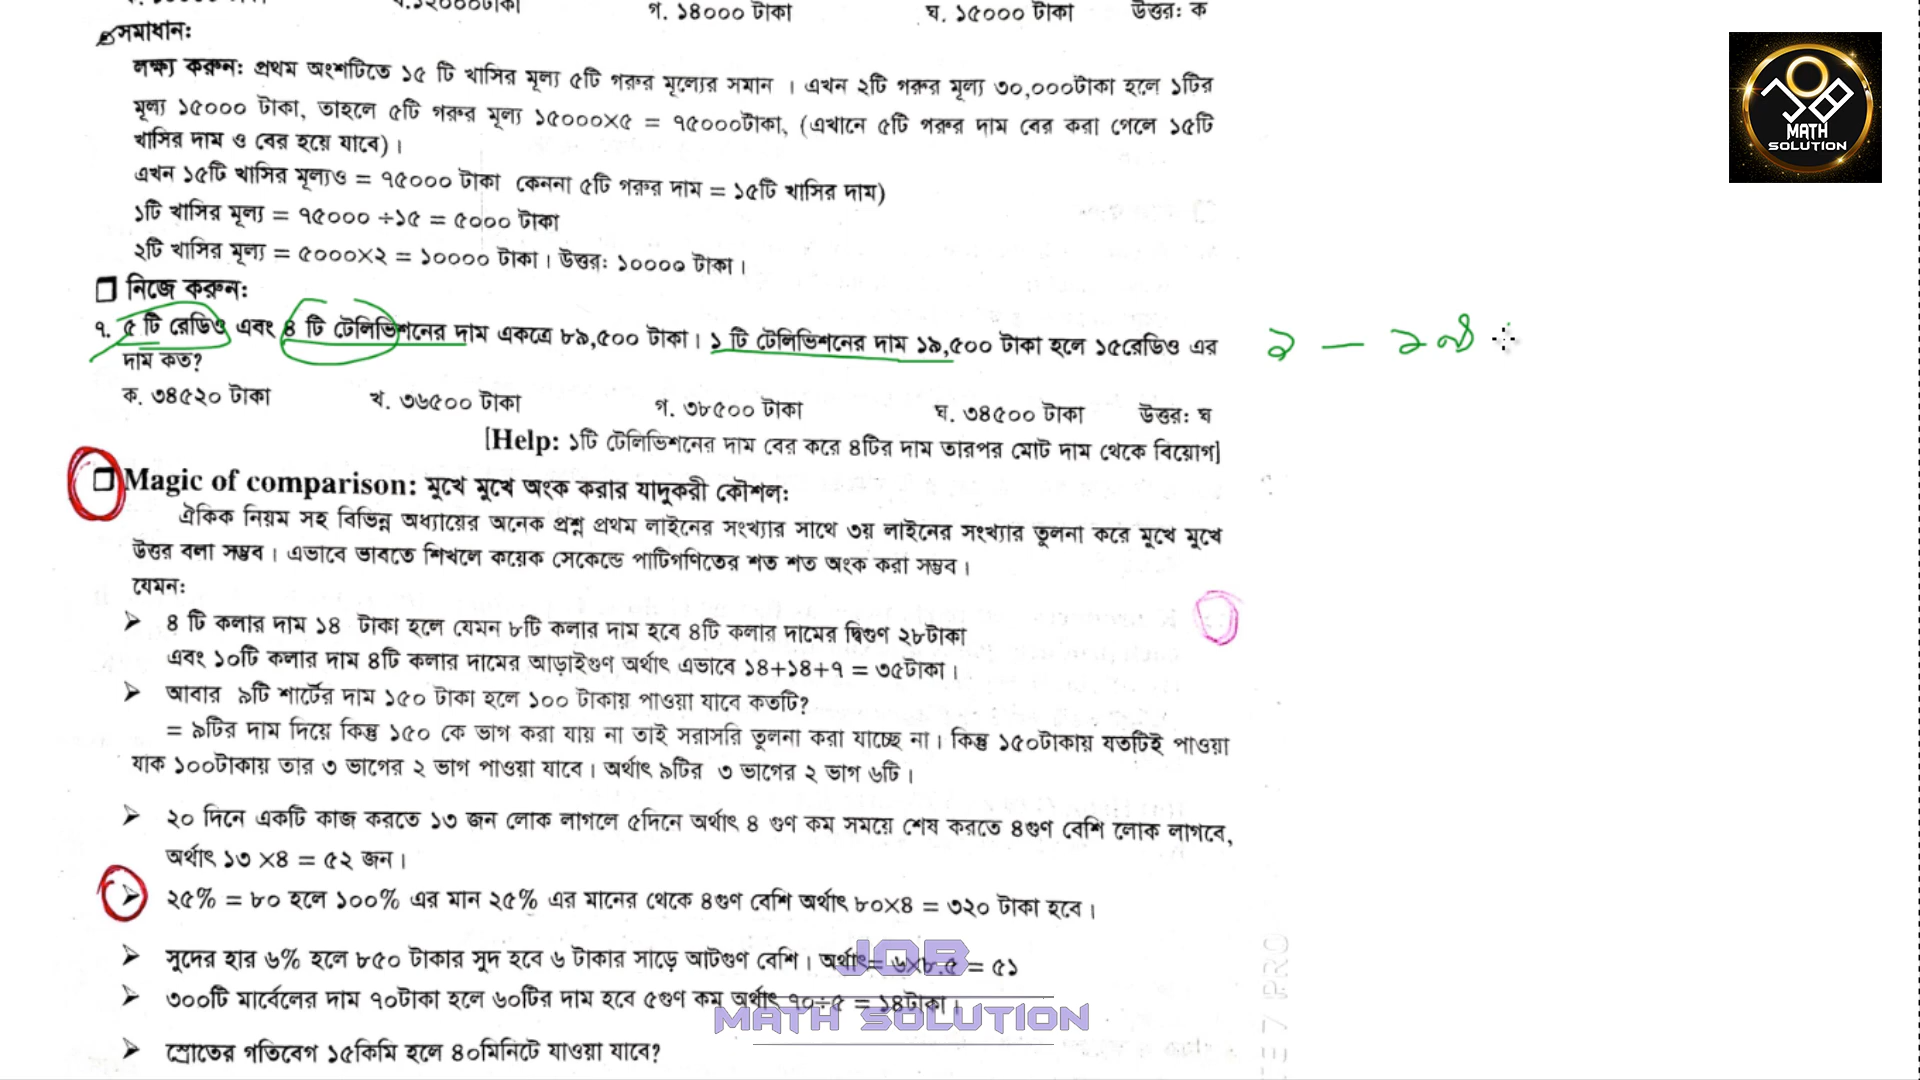 খ.১২০০০টাকা গ. ১৪০০০ টাকা ঘ. ১৫০০০ টাকা উত্তর: ক
সমাধান:
লক্ষ্য করুন: প্রথম অংশটিতে ১৫ টি খাসির মূল্য ৫টি গরুর মূল্যের সমান । এখন ২টি গরুর মূল্য ৩০,০০০টাকা হলে ১টির
মূল্য ১৫০০০ টাকা, তাহলে ৫টি গরুর মূল্য ১৫০০০×৫ = ৭৫০০০টাকা, (এখানে ৫টি গরুর দাম বের করা গেলে ১৫টি
খাসির দাম ও বের হয়ে যাবে)।
এখন ১৫টি খাসির মূল্যও = ৭৫০০০ টাকা কেননা ৫টি গরুর দাম = ১৫টি খাসির দাম)
১টি খাসির মূল্য = ৭৫০০০ ÷১৫ = ৫০০০ টাকা
২টি খাসির মূল্য = ৫০০০×২ = ১০০০০ টাকা। উত্তর: ১০০০০ টাকা।
নিজে করুন:
৭. ৫ টি রেডিও এবং ৪ টি টেলিভিশনের দাম একত্রে ৮৯,৫০০ টাকা। ১ টি টেলিভিশনের দাম ১৯,৫০০ টাকা হলে ১৫রেডিও এর
দাম কত?
ক. ৩৪৫২০ টাকা খ. ৩৬৫০০ টাকা গ. ৩৮৫০০ টাকা ঘ. ৩৪৫০০ টাকা উত্তর: ঘ
[Help: ১টি টেলিভিশনের দাম বের করে ৪টির দাম তারপর মোট দাম থেকে বিয়োগ]
Magic of comparison: মুখে মুখে অংক করার যাদুকরী কৌশল:
ঐকিক নিয়ম সহ বিভিন্ন অধ্যায়ের অনেক প্রশ্ন প্রথম লাইনের সংখ্যার সাথে ৩য় লাইনের সংখ্যার তুলনা করে মুখে মুখে
উত্তর বলা সম্ভব। এভাবে ভাবতে শিখলে কয়েক সেকেন্ডে পাটিগণিতের শত শত অংক করা সম্ভব।
যেমন:
৪ টি কলার দাম ১৪ টাকা হলে যেমন ৮টি কলার দাম হবে ৪টি কলার দামের দ্বিগুণ ২৮টাকা
এবং ১০টি কলার দাম ৪টি কলার দামের আড়াইগুণ অর্থাৎ এভাবে ১৪+১৪+৭ = ৩৫টাকা।
আবার ৯টি শার্টের দাম ১৫০ টাকা হলে ১০০ টাকায় পাওয়া যাবে কতটি?
= ৯টির দাম দিয়ে কিন্তু ১৫০ কে ভাগ করা যায় না তাই সরাসরি তুলনা করা যাচ্ছে না। কিন্তু ১৫০টাকায় যতটিই পাওয়া
যাক ১০০টাকায় তার ৩ ভাগের ২ ভাগ পাওয়া যাবে। অর্থাৎ ৯টির ৩ ভাগের ২ ভাগ ৬টি।
২০ দিনে একটি কাজ করতে ১৩ জন লোক লাগলে ৫দিনে অর্থাৎ ৪ গুণ কম সময়ে শেষ করতে ৪গুণ বেশি লোক লাগবে,
অর্থাৎ ১৩ ×৪ = ৫২ জন।
২৫% = ৮০ হলে ১০০% এর মান ২৫% এর মানের থেকে ৪গুণ বেশি অর্থাৎ ৮০×৪ = ৩২০ টাকা হবে।
সুদের হার ৬% হলে ৮৫০ টাকার সুদ হবে ৬ টাকার সাড়ে আটগুণ বেশি। অর্থাৎ= ৬×৮.৫ = ৫১
৩০০টি মার্বেলের দাম ৭০টাকা হলে ৬০টির দাম হবে ৫গুণ কম অর্থাৎ ৭০÷৫ = ১৪টাকা।
স্রোতের গতিবেগ ১৫কিমি হলে ৪০মিনিটে যাওয়া যাবে?
MATH
SOLUTION
JOB
MATH SOLUTION